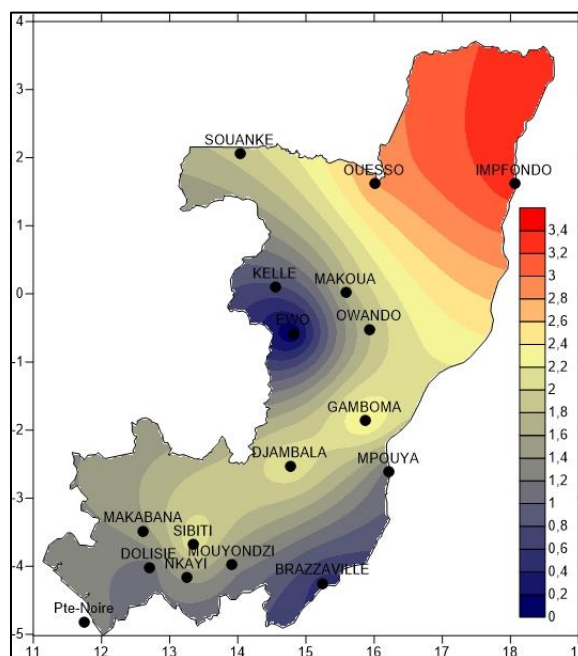 4
3
2
1
0
-1
-2
-3
-4
-5
SOUANKE
OUESSO
IMPFONDO
KELLE
MAKOUA
EWO
OWANDO
GAMBOMA
DJAMBALA
MPOUYA
MAKABANA
SIBITI
DOLISIE
MOUYONDZI
NKAYI
BRAZZAVILLE
Pte-Noire
3,4
3,2
3
2,8
2,6
2,4
2,2
2
1,8
1,6
1,4
1,2
1
0,8
0,6
0,4
0,2
0
11 12 13 14 15 16 17 18 1